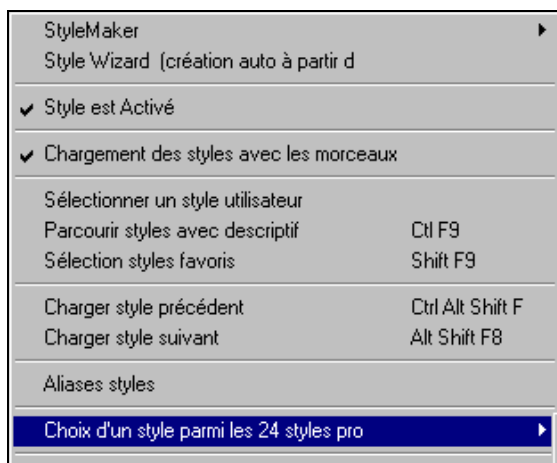 StyleMaker
Style Wizard (création auto à partir d
Style est Activé
Chargement des styles avec les morceaux
Sélectionner un style utilisateur
Parcourir styles avec descriptif Ctl F9
Sélection styles favoris Shift F9
Charger style précédent Ctrl Alt Shift F
Charger style suivant Alt Shift F8
Aliases styles
Choix d'un style parmi les 24 styles pro